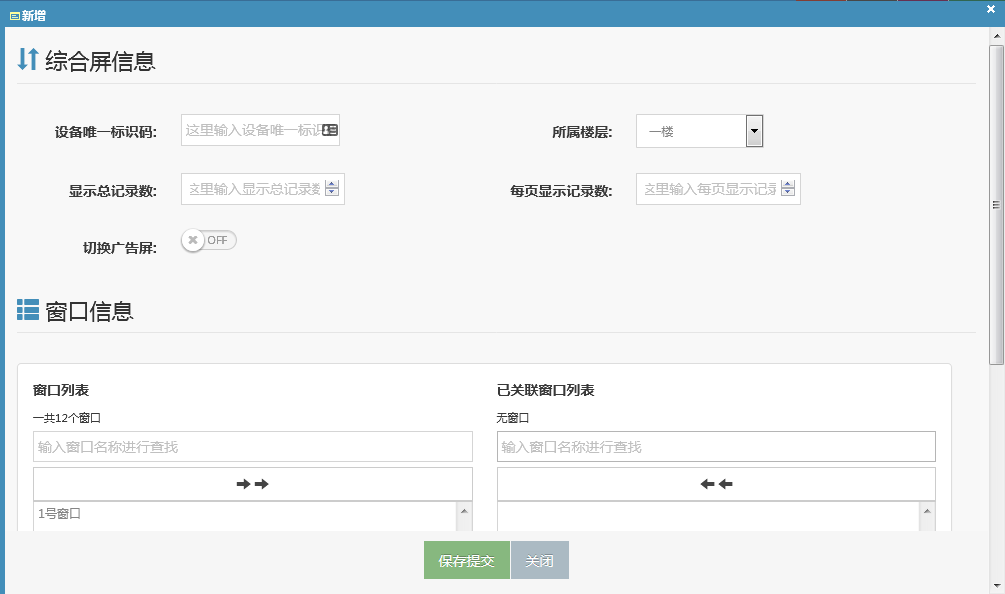 新增
综合屏信息
设备唯一标识码:
这里输入设备唯一标识
所属楼层:
一楼
显示总记录数:
这里输入显示总记录数
每页显示记录数:
这里输入每页显示记录
切换广告屏:
OFF
窗口信息
窗口列表
已关联窗口列表
一共12个窗口
无窗口
输入窗口名称进行查找
输入窗口名称进行查找
1号窗口
保存提交
关闭